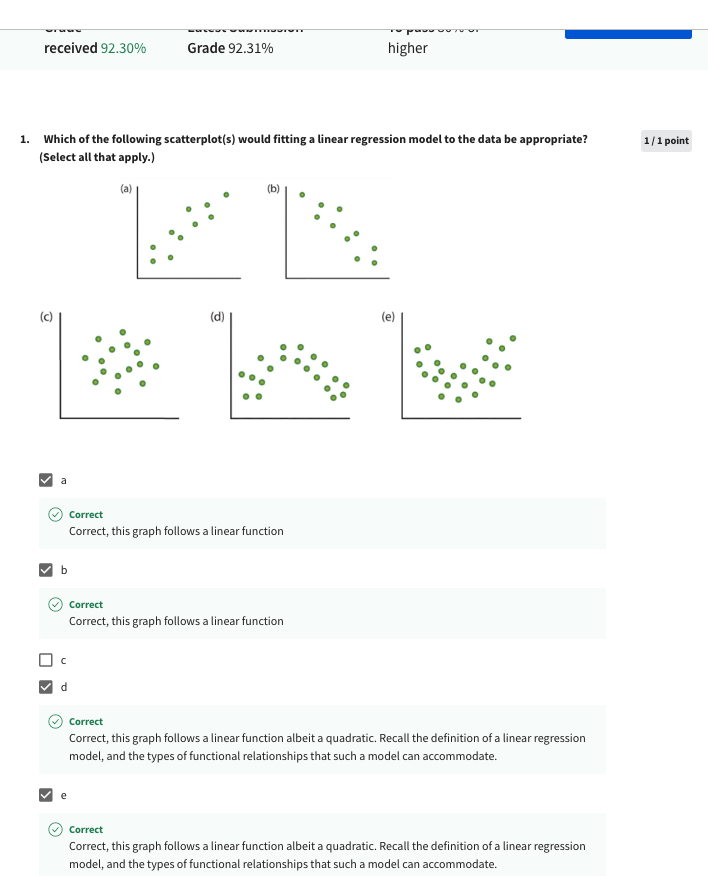 received 92.30%
Grade 92.31%
higher
1. Which of the following scatterplot(s) would fitting a linear regression model to the data be appropriate?
1 / 1 point
(Select all that apply.)
(a)
(b)
(c)
(d)
(e)
a
Correct
Correct, this graph follows a linear function
b
Correct
Correct, this graph follows a linear function
c
d
Correct
Correct, this graph follows a linear function albeit a quadratic. Recall the definition of a linear regression
model, and the types of functional relationships that such a model can accommodate.
e
Correct
Correct, this graph follows a linear function albeit a quadratic. Recall the definition of a linear regression
model, and the types of functional relationships that such a model can accommodate.